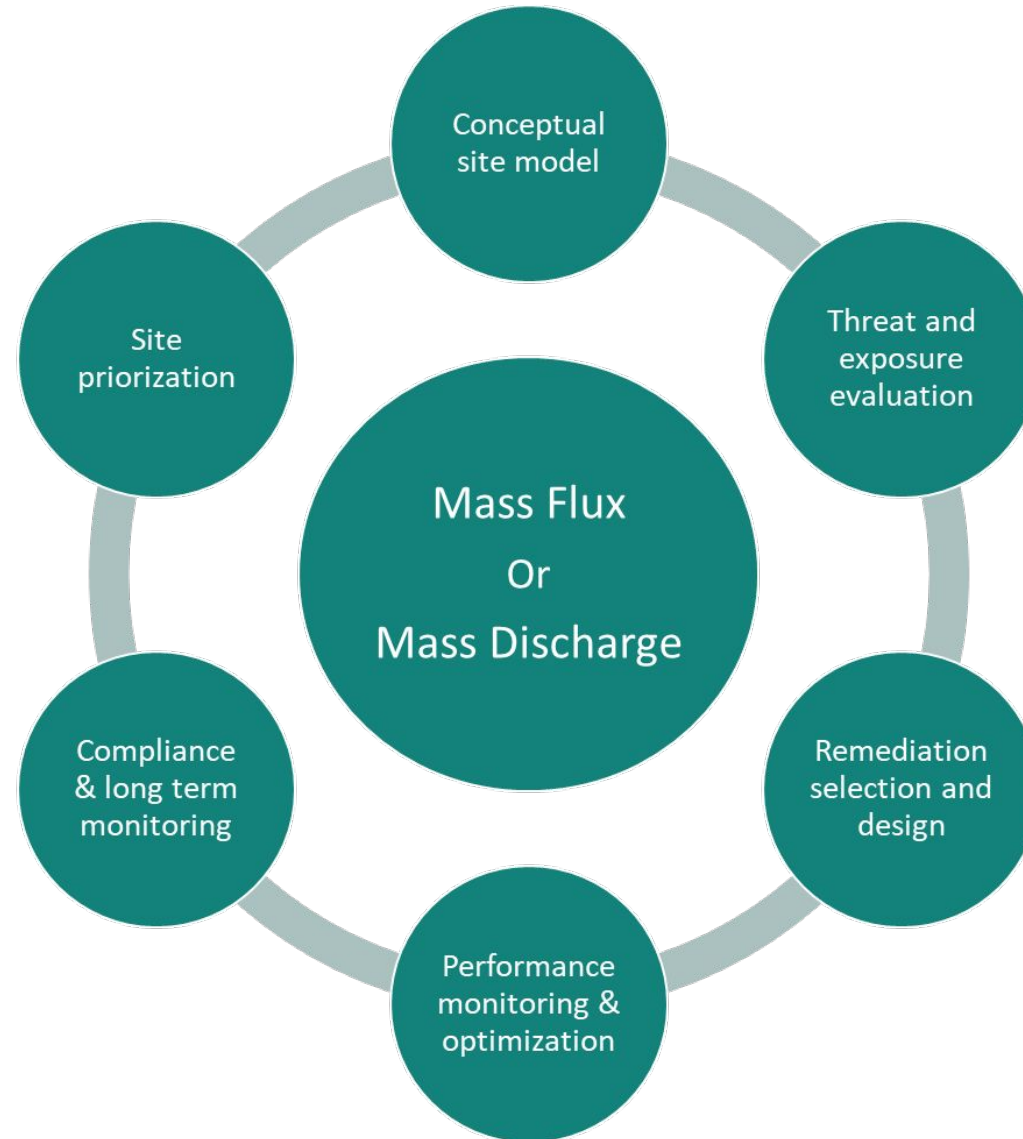 Conceptual
site model
Threat and
exposure
evaluation
Remediation
selection and
design
Performance
monitoring &
optimization
Compliance
& long term
monitoring
Site
priorization
Mass Flux
Or
Mass Discharge